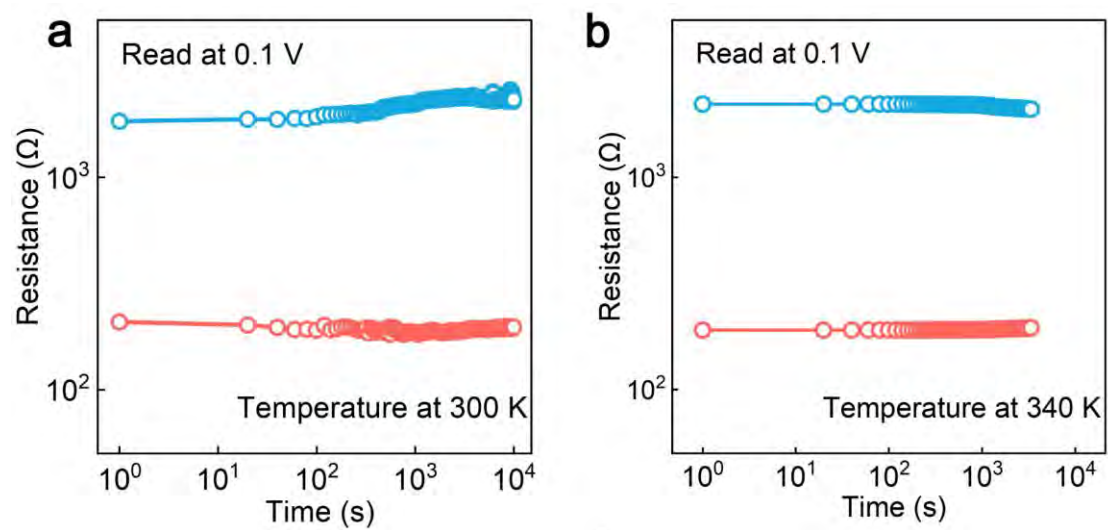 a
Read at 0.1 V
Resistance (Ω)
10³
10²
Temperature at 300 K
10⁰ 10¹ 10² 10³ 10⁴
Time (s)
b
Read at 0.1 V
Resistance (Ω)
10³
10²
Temperature at 340 K
10⁰ 10¹ 10² 10³ 10⁴
Time (s)